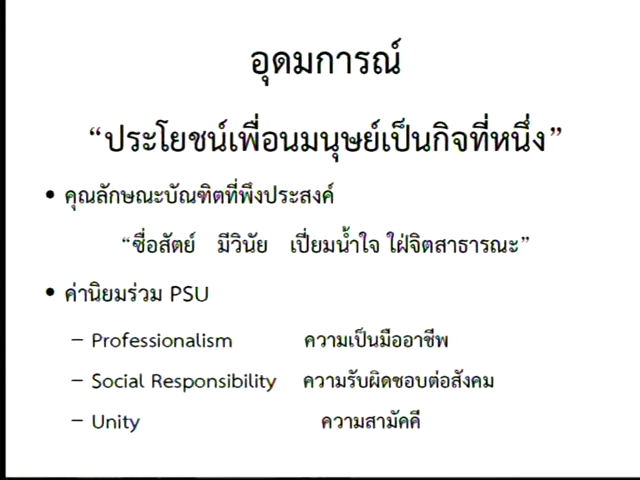 อุดมการณ์
“ประโยชน์เพื่อนมนุษย์เป็นกิจที่หนึ่ง”
• คุณลักษณะบัณฑิตที่พึงประสงค์
“ซื่อสัตย์ มีวินัย เปี่ยมน้ำใจ ใฝ่จิตสาธารณะ”
• ค่านิยมร่วม PSU
– Professionalism ความเป็นมืออาชีพ
– Social Responsibility ความรับผิดชอบต่อสังคม
– Unity ความสามัคคี